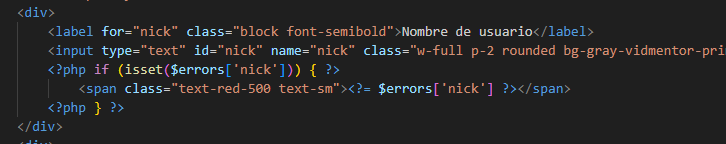 <div>
<label for="nick" class="block font-semibold">Nombre de usuario</label>
<input type="text" id="nick" name="nick" class="w-full p-2 rounded bg-gray-vidmentor-pri
<?php if (isset($errors['nick'])) { ?>
<span class="text-red-500 text-sm"><?= $errors['nick'] ?></span>
<?php } ?>
</div>